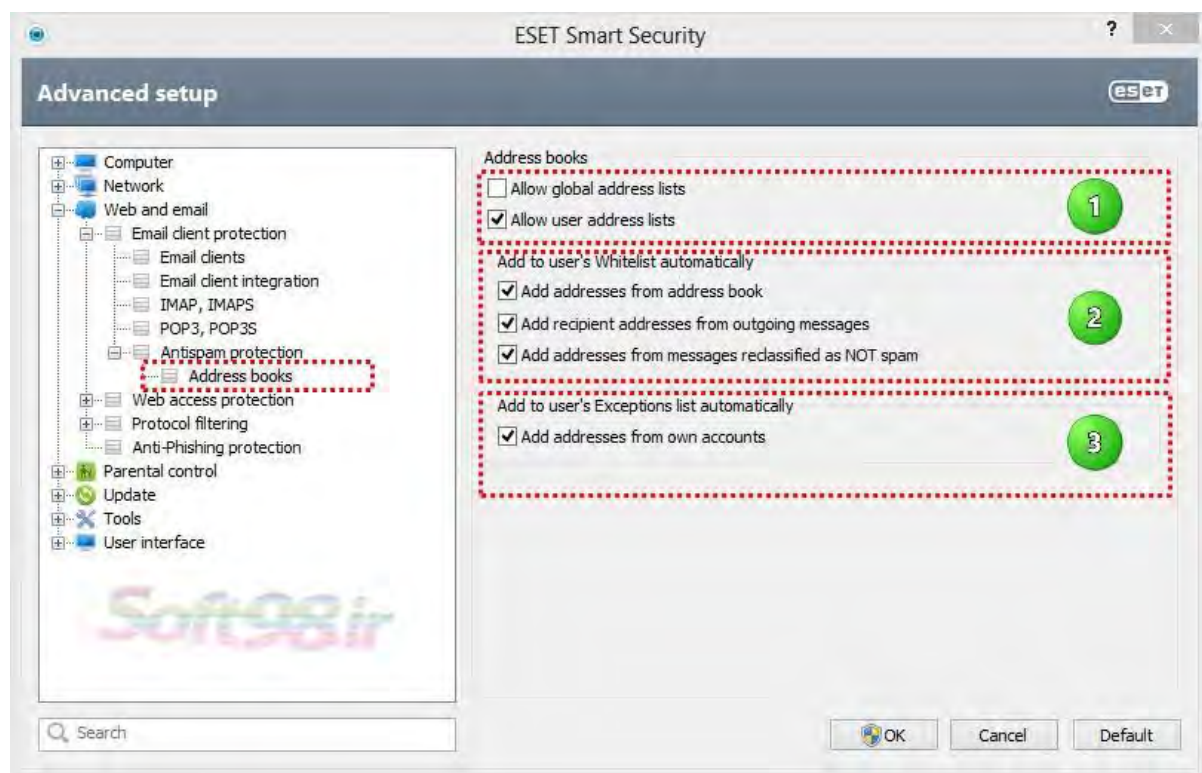 ESET Smart Security
?
Advanced setup
eset
Computer
Network
Web and email
Email client protection
Email clients
Email client integration
IMAP, IMAPS
POP3, POP3S
Antispam protection
Address books
Web access protection
Protocol filtering
Anti-Phishing protection
Parental control
Update
Tools
User interface
Soft98.ir
Address books
Allow global address lists
Allow user address lists
1
Add to user's Whitelist automatically
Add addresses from address book
Add recipient addresses from outgoing messages
Add addresses from messages reclassified as NOT spam
2
Add to user's Exceptions list automatically
Add addresses from own accounts
3
Search
OK
Cancel
Default